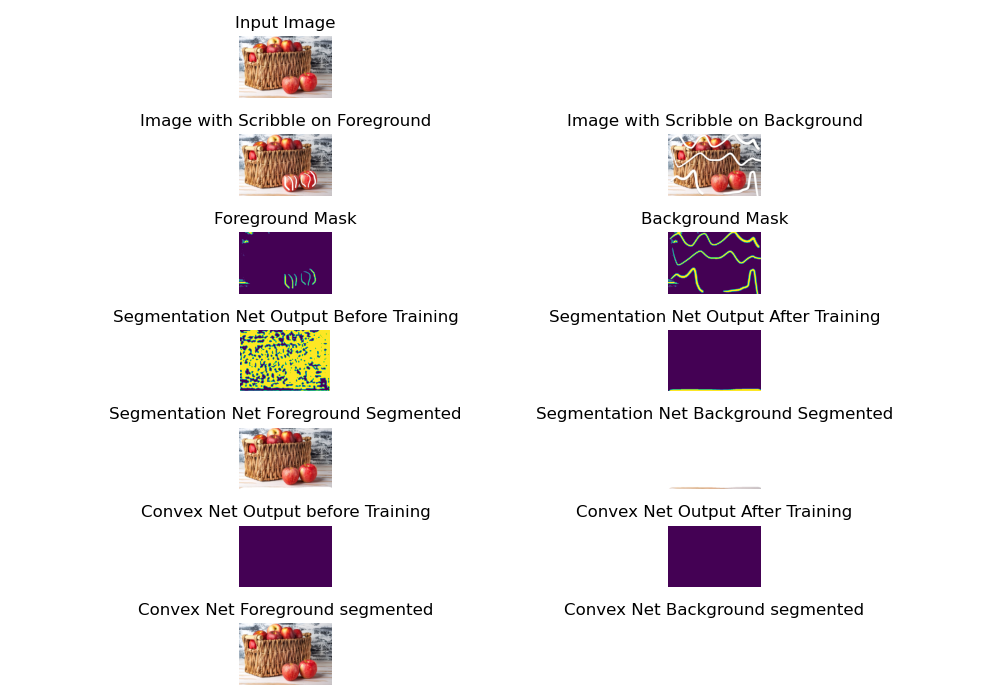 Input Image
Image with Scribble on Foreground
Image with Scribble on Background
Foreground Mask
Background Mask
Segmentation Net Output Before Training
Segmentation Net Output After Training
Segmentation Net Foreground Segmented
Segmentation Net Background Segmented
Convex Net Output before Training
Convex Net Output After Training
Convex Net Foreground segmented
Convex Net Background segmented